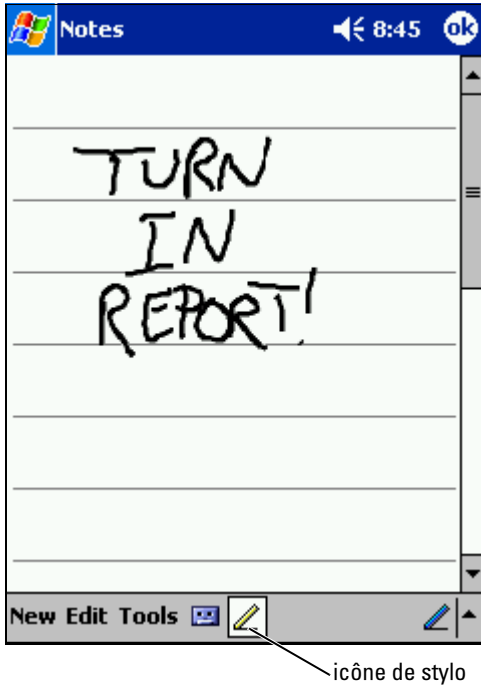 Notes 8:45 ok
TURN
IN
REPORT!
New Edit Tools
icône de stylo